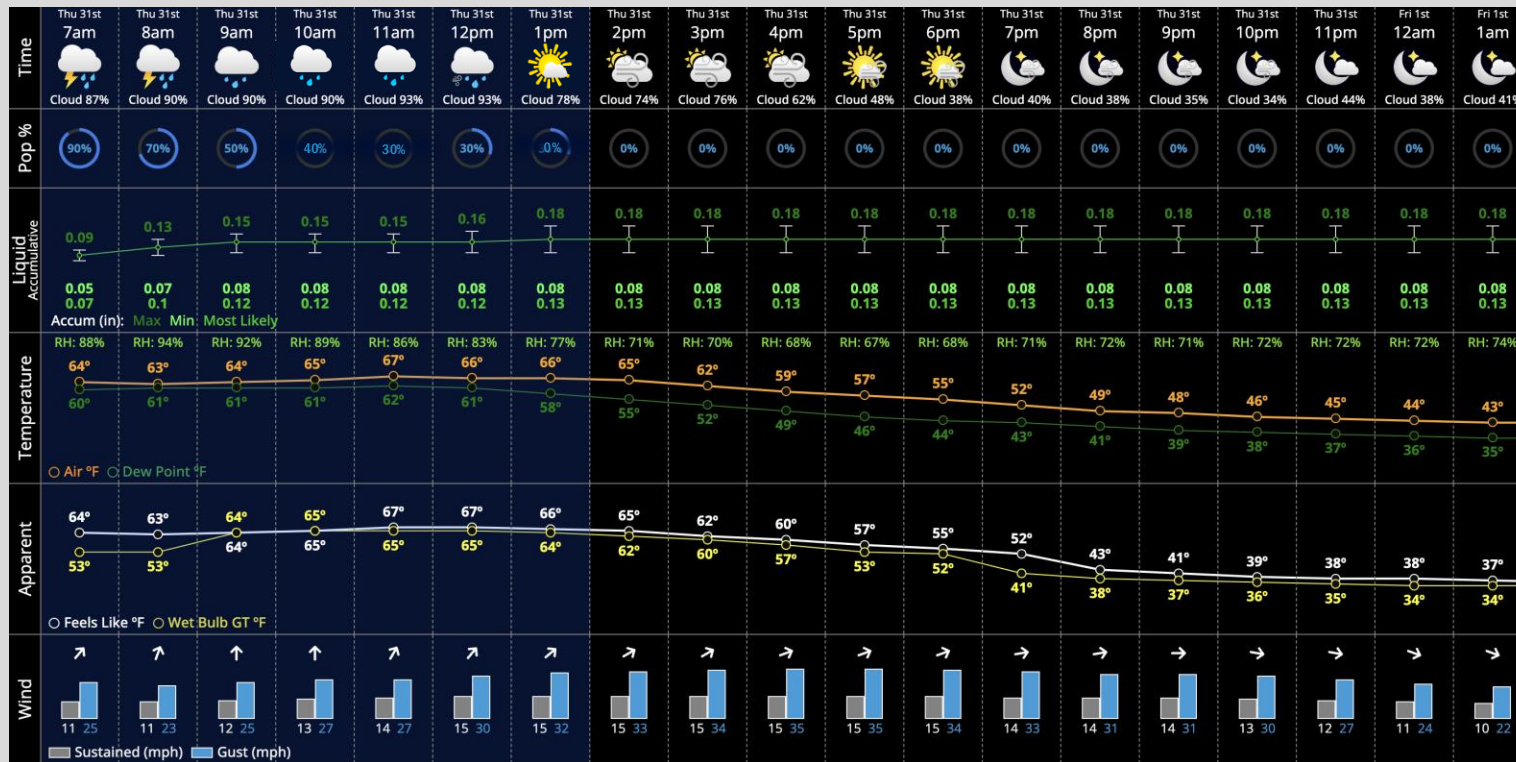 Thu 31st Thu 31st Thu 31st Thu 31st Thu 31st Thu 31st Thu 31st Thu 31st Thu 31st Thu 31st Thu 31st Thu 31st Thu 31st Thu 31st Thu 31st Thu 31st Thu 31st Fri 1st Fri 1st
Time
7am 8am 9am 10am 11am 12pm 1pm 2pm 3pm 4pm 5pm 6pm 7pm 8pm 9pm 10pm 11pm 12am 1am
Cloud 87% Cloud 90% Cloud 90% Cloud 90% Cloud 93% Cloud 93% Cloud 78% Cloud 74% Cloud 76% Cloud 62% Cloud 48% Cloud 38% Cloud 40% Cloud 38% Cloud 35% Cloud 34% Cloud 44% Cloud 38% Cloud 41%
Pop %
90% 70% 50% 40% 30% 30% 0% 0% 0% 0% 0% 0% 0% 0% 0% 0% 0% 0%
Liquid
Accumulative
0.09 0.13 0.15 0.15 0.15 0.16 0.18 0.18 0.18 0.18 0.18 0.18 0.18 0.18 0.18 0.18 0.18 0.18 0.18
0.05 0.07 0.08 0.08 0.08 0.08 0.08 0.08 0.08 0.08 0.08 0.08 0.08 0.08 0.08 0.08 0.08 0.08 0.08
0.07 0.1 0.12 0.12 0.12 0.12 0.13 0.13 0.13 0.13 0.13 0.13 0.13 0.13 0.13 0.13 0.13 0.13 0.13
Accum (in): Max Min Most Likely
Temperature
RH: 88% RH: 94% RH: 92% RH: 89% RH: 86% RH: 83% RH: 77% RH: 71% RH: 70% RH: 68% RH: 67% RH: 68% RH: 71% RH: 72% RH: 71% RH: 72% RH: 72% RH: 72% RH: 74%
64° 63° 64° 65° 67° 66° 66° 65° 62° 59° 57° 55° 52° 49° 48° 46° 45° 44° 43°
60° 61° 61° 61° 62° 61° 58° 55° 52° 49° 46° 44° 43° 41° 39° 38° 37° 36° 35°
Air °F Dew Point °F
Apparent
64° 63° 64° 65° 67° 67° 66° 65° 62° 60° 57° 55° 52° 43° 41° 39° 38° 38° 37°
53° 53° 64° 65° 65° 65° 64° 62° 60° 57° 53° 52° 41° 38° 37° 36° 35° 34° 34°
Feels Like °F Wet Bulb GT °F
Wind
11 25 11 23 12 25 13 27 14 27 15 30 15 32 15 33 15 34 15 35 15 35 15 34 14 33 14 31 14 31 13 30 12 27 11 24 10 22
Sustained (mph) Gust (mph)